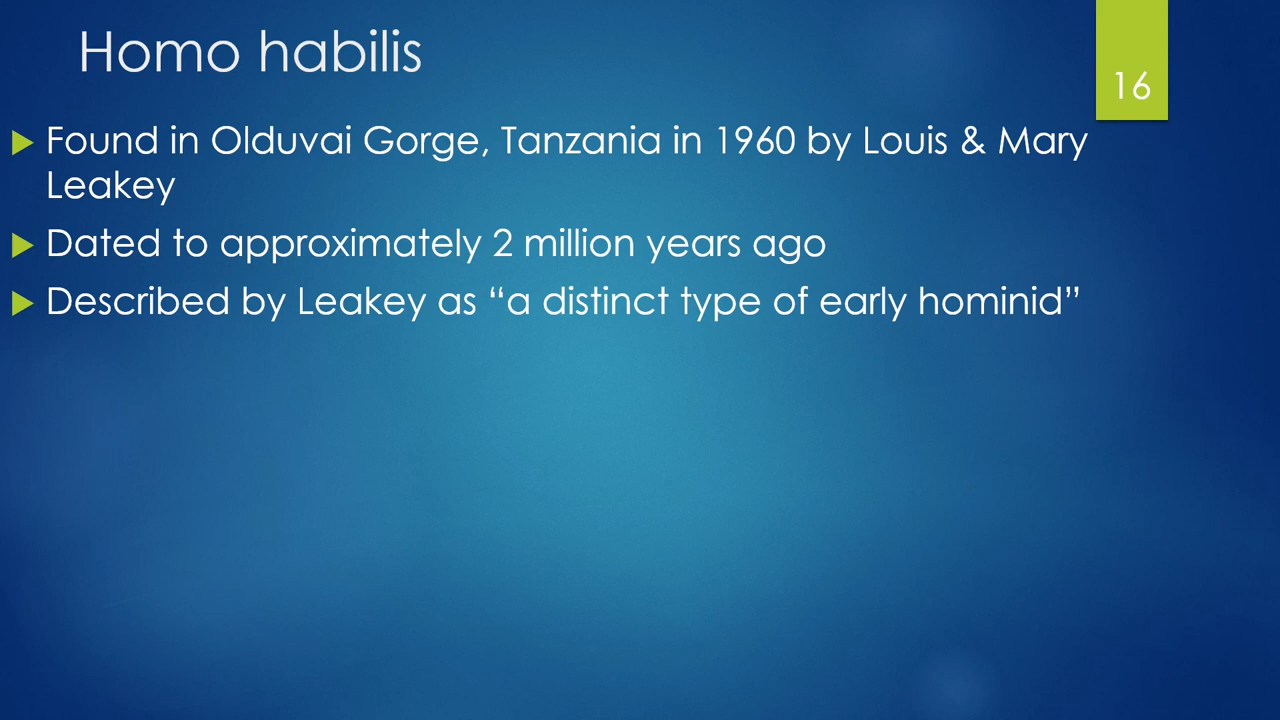 Homo habilis
16
Found in Olduvai Gorge, Tanzania in 1960 by Louis & Mary
Leakey
Dated to approximately 2 million years ago
Described by Leakey as “a distinct type of early hominid”